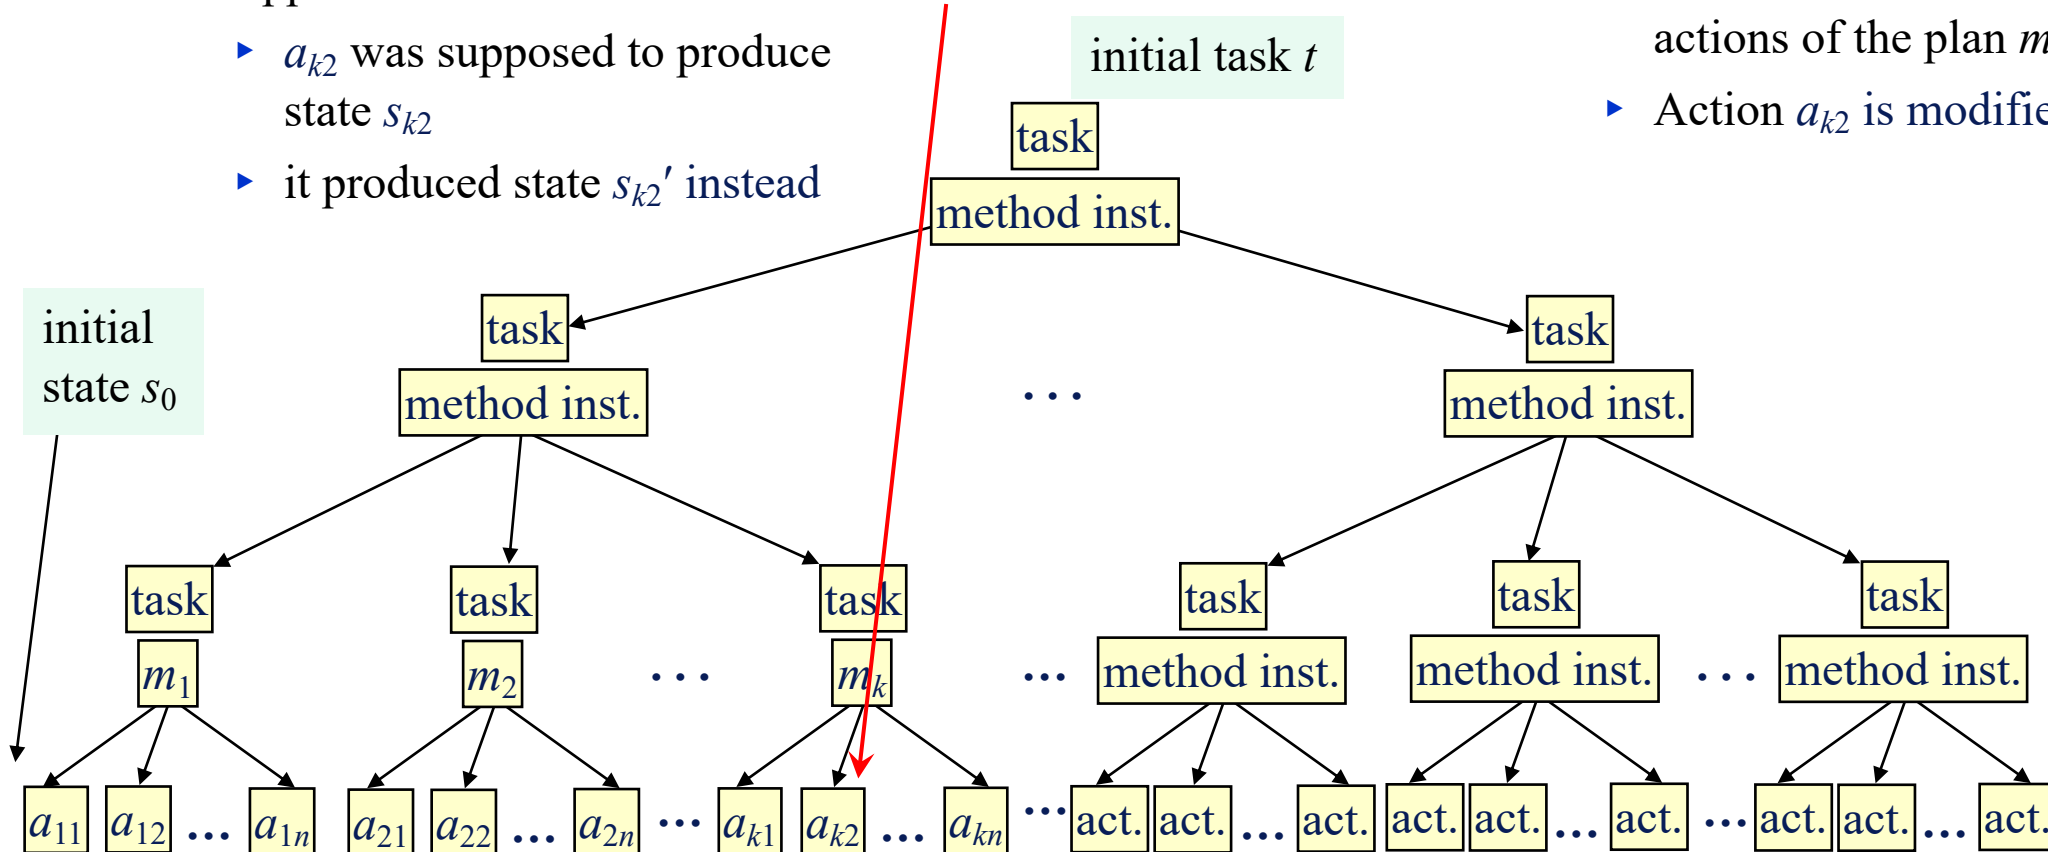 ▸ a_{k2} was supposed to produce
state s_{k2}
▸ it produced state s_{k2}′ instead
initial task t
actions of the plan m
▸ Action a_{k2} is modifie
task
method inst.
initial
state s_0
task
task
method inst.
. . .
method inst.
task task task task task task
m_1 m_2 . . . m_k ... method inst. method inst. . . . method inst.
a_{11} a_{12} ... a_{1n} a_{21} a_{22} ... a_{2n} ... a_{k1} a_{k2} ... a_{kn} ... act. act. ... act. act. act. ... act. ... act. act. ... act.